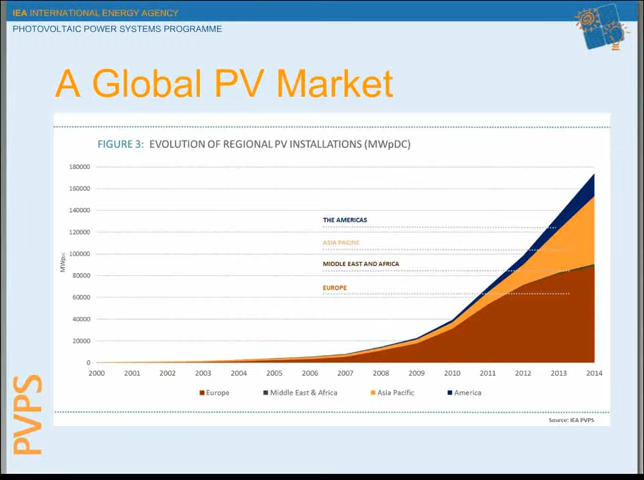 IEA INTERNATIONAL ENERGY AGENCY
PHOTOVOLTAIC POWER SYSTEMS PROGRAMME
A Global PV Market
FIGURE 3: EVOLUTION OF REGIONAL PV INSTALLATIONS (MWpDC)
180000
160000
140000
120000
100000
80000
60000
40000
20000
0
MWpDC
THE AMERICAS
ASIA PACIFIC
MIDDLE EAST AND AFRICA
EUROPE
2000 2001 2002 2003 2004 2005 2006 2007 2008 2009 2010 2011 2012 2013 2014
Europe Middle East & Africa Asia Pacific America
Source: IEA PVPS
PVPS